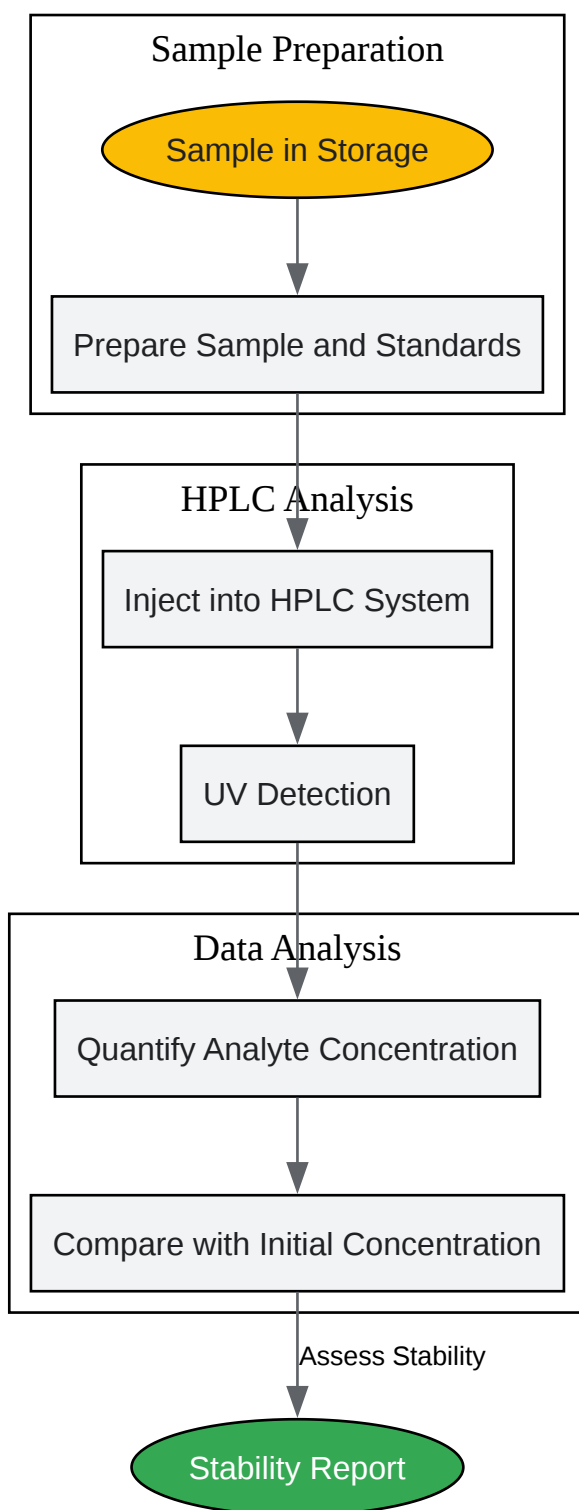 Sample Preparation
Sample in Storage
Prepare Sample and Standards
HPLC Analysis
Inject into HPLC System
UV Detection
Data Analysis
Quantify Analyte Concentration
Compare with Initial Concentration
Assess Stability
Stability Report